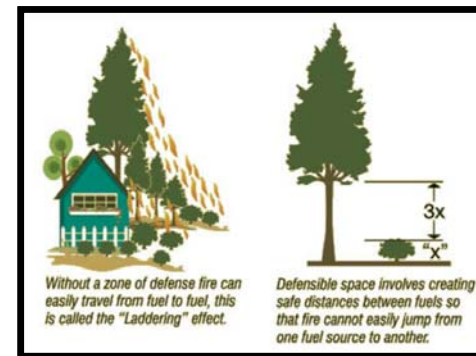 3x
"x"
Without a zone of defense fire can
easily travel from fuel to fuel, this
is called the "Laddering" effect.
Defensible space involves creating
safe distances between fuels so
that fire cannot easily jump from
one fuel source to another.